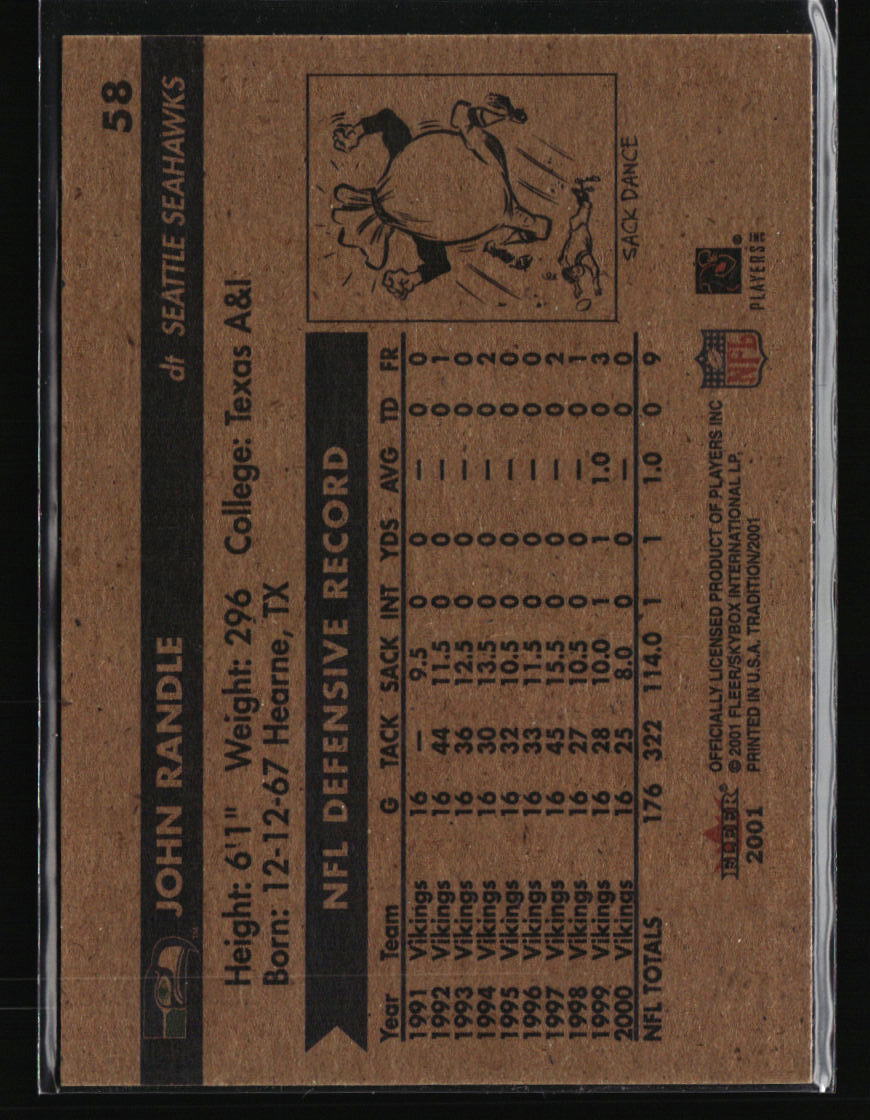 58
JOHN RANDLE dt SEATTLE SEAHAWKS
TM
Height: 6'1" Weight: 296 College: Texas A&I
Born: 12-12-67 Hearne, TX
NFL DEFENSIVE RECORD
Year Team G TACK SACK INT YDS AVG TD FR
1991 Vikings 16 — 9.5 0 0 — 0 0
1992 Vikings 16 44 11.5 0 0 — 0 1
1993 Vikings 16 36 12.5 0 0 — 0 0
1994 Vikings 16 30 13.5 0 0 — 0 2
1995 Vikings 16 32 10.5 0 0 — 0 0
1996 Vikings 16 33 11.5 0 0 — 0 0
1997 Vikings 16 45 15.5 0 0 — 0 2
1998 Vikings 16 27 10.5 0 0 — 0 1
1999 Vikings 16 28 10.0 1 1 1.0 0 3
2000 Vikings 16 25 8.0 0 0 — 0 0
NFL TOTALS 176 322 114.0 1 1 1.0 0 9
SACK DANCE
FLEER®
2001
OFFICIALLY LICENSED PRODUCT OF PLAYERS INC
© 2001 FLEER/SKYBOX INTERNATIONAL LP.
PRINTED IN U.S.A. TRADITION/2001
NFL
®
PLAYERS INC